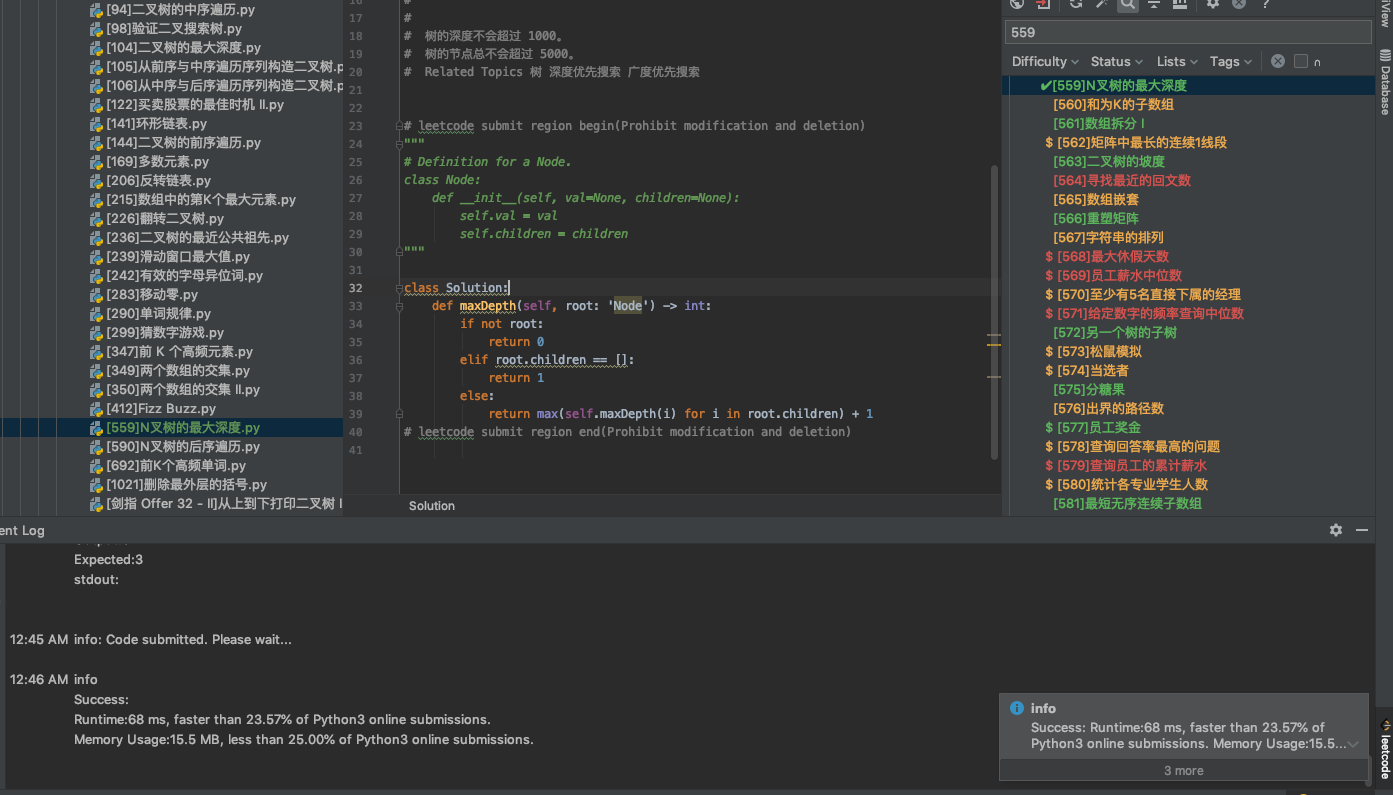 [94]二叉树的中序遍历.py
[98]验证二叉搜索树.py
[104]二叉树的最大深度.py
[105]从前序与中序遍历序列构造二叉树.p
[106]从中序与后序遍历序列构造二叉树.p
[122]买卖股票的最佳时机 II.py
[141]环形链表.py
[144]二叉树的前序遍历.py
[169]多数元素.py
[206]反转链表.py
[215]数组中的第K个最大元素.py
[226]翻转二叉树.py
[236]二叉树的最近公共祖先.py
[239]滑动窗口最大值.py
[242]有效的字母异位词.py
[283]移动零.py
[290]单词规律.py
[299]猜数字游戏.py
[347]前 K 个高频元素.py
[349]两个数组的交集.py
[350]两个数组的交集 II.py
[412]Fizz Buzz.py
[559]N叉树的最大深度.py
[590]N叉树的后序遍历.py
[692]前K个高频单词.py
[1021]删除最外层的括号.py
[剑指 Offer 32 - II]从上到下打印二叉树 I
16 #
17 #
18 # 树的深度不会超过 1000。
19 # 树的节点总不会超过 5000。
20 # Related Topics 树 深度优先搜索 广度优先搜索
21
22
23 # leetcode submit region begin(Prohibit modification and deletion)
24 """
25 # Definition for a Node.
26 class Node:
27 def __init__(self, val=None, children=None):
28 self.val = val
29 self.children = children
30 """
31
32 class Solution:
33 def maxDepth(self, root: 'Node') -> int:
34 if not root:
35 return 0
36 elif root.children == []:
37 return 1
38 else:
39 return max(self.maxDepth(i) for i in root.children) + 1
40 # leetcode submit region end(Prohibit modification and deletion)
41
Solution
559
Difficulty Status Lists Tags n
✔[559]N叉树的最大深度
[560]和为K的子数组
[561]数组拆分 I
$ [562]矩阵中最长的连续1线段
[563]二叉树的坡度
[564]寻找最近的回文数
[565]数组嵌套
[566]重塑矩阵
[567]字符串的排列
$ [568]最大休假天数
$ [569]员工薪水中位数
$ [570]至少有5名直接下属的经理
$ [571]给定数字的频率查询中位数
[572]另一个树的子树
$ [573]松鼠模拟
$ [574]当选者
[575]分糖果
[576]出界的路径数
$ [577]员工奖金
$ [578]查询回答率最高的问题
$ [579]查询员工的累计薪水
$ [580]统计各专业学生人数
[581]最短无序连续子数组
iView
Database
leetcode
ent Log
Expected:3
stdout:
12:45 AM info: Code submitted. Please wait...
12:46 AM info
Success:
Runtime:68 ms, faster than 23.57% of Python3 online submissions.
Memory Usage:15.5 MB, less than 25.00% of Python3 online submissions.
info
Success: Runtime:68 ms, faster than 23.57% of
Python3 online submissions. Memory Usage:15.5...
3 more